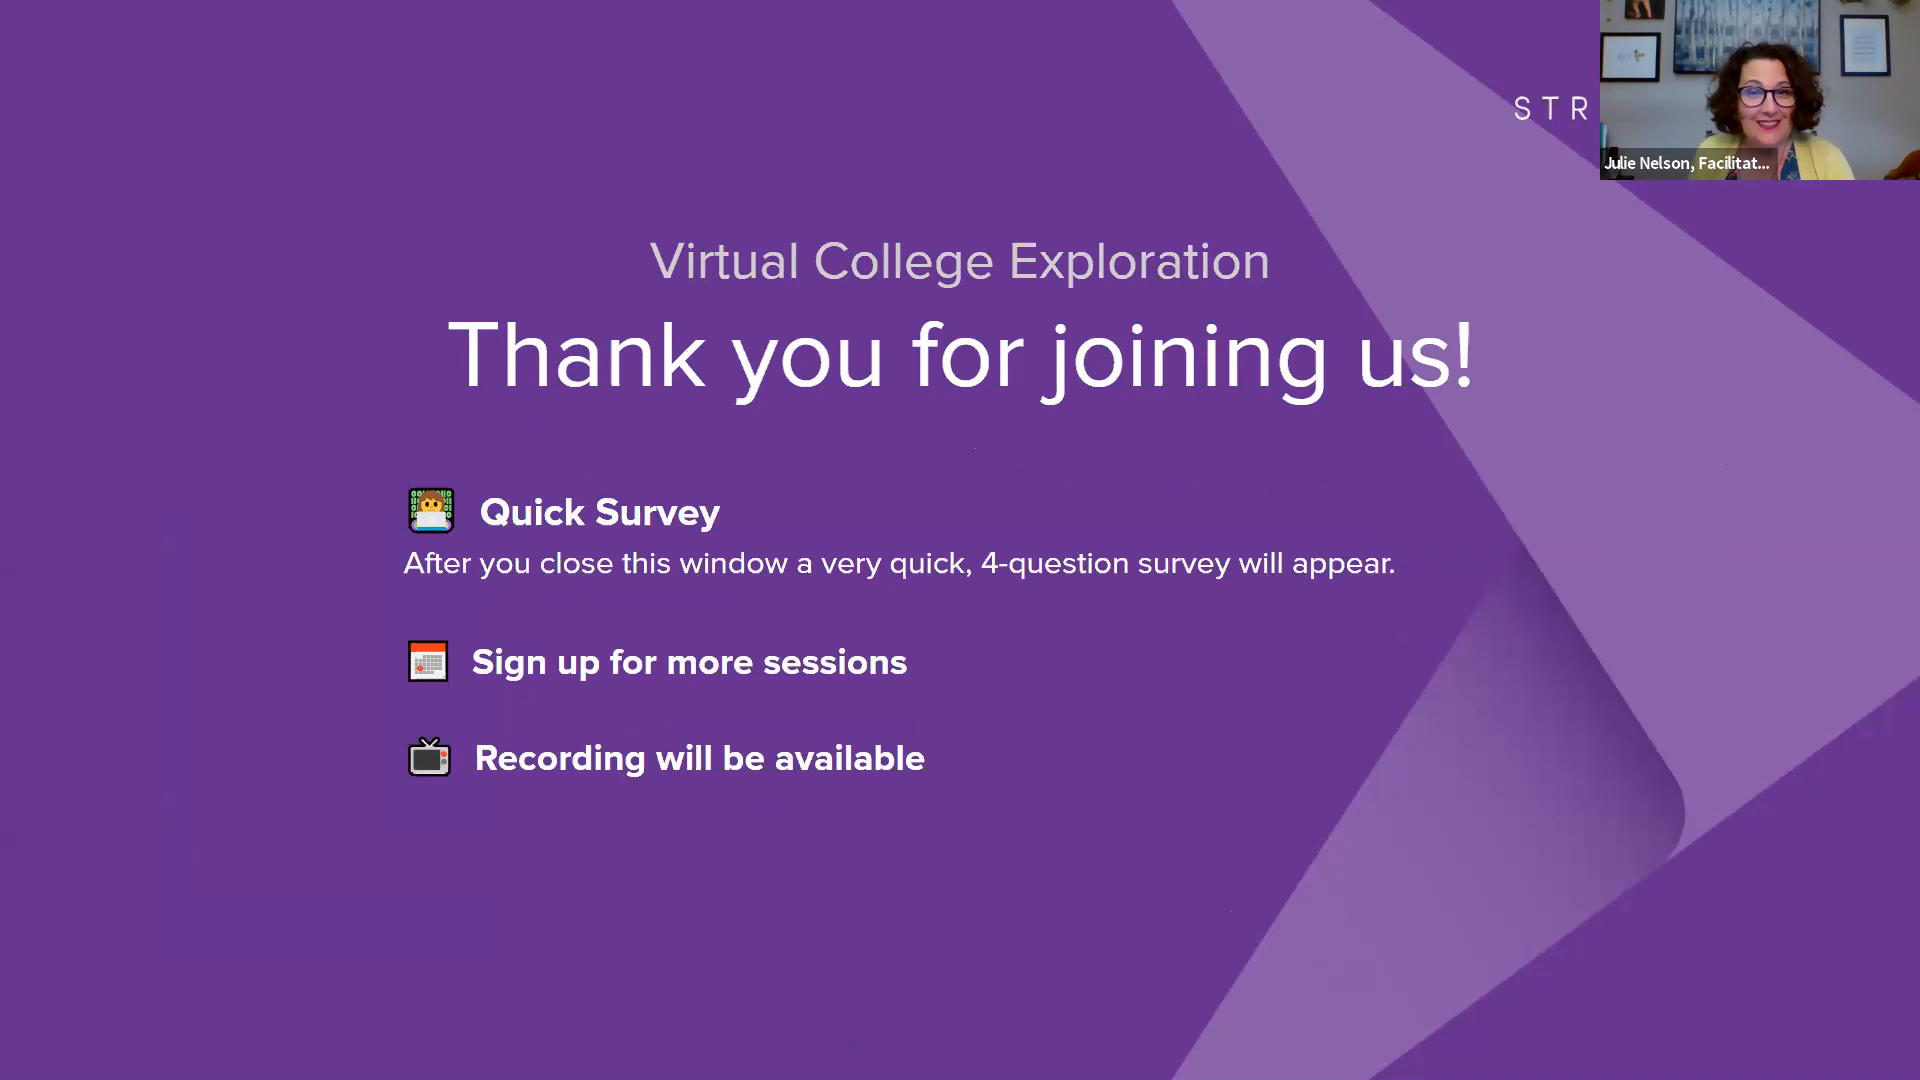 STR
Julie Nelson, Facilitat...
Virtual College Exploration
Thank you for joining us!
Quick Survey
After you close this window a very quick, 4-question survey will appear.
Sign up for more sessions
Recording will be available